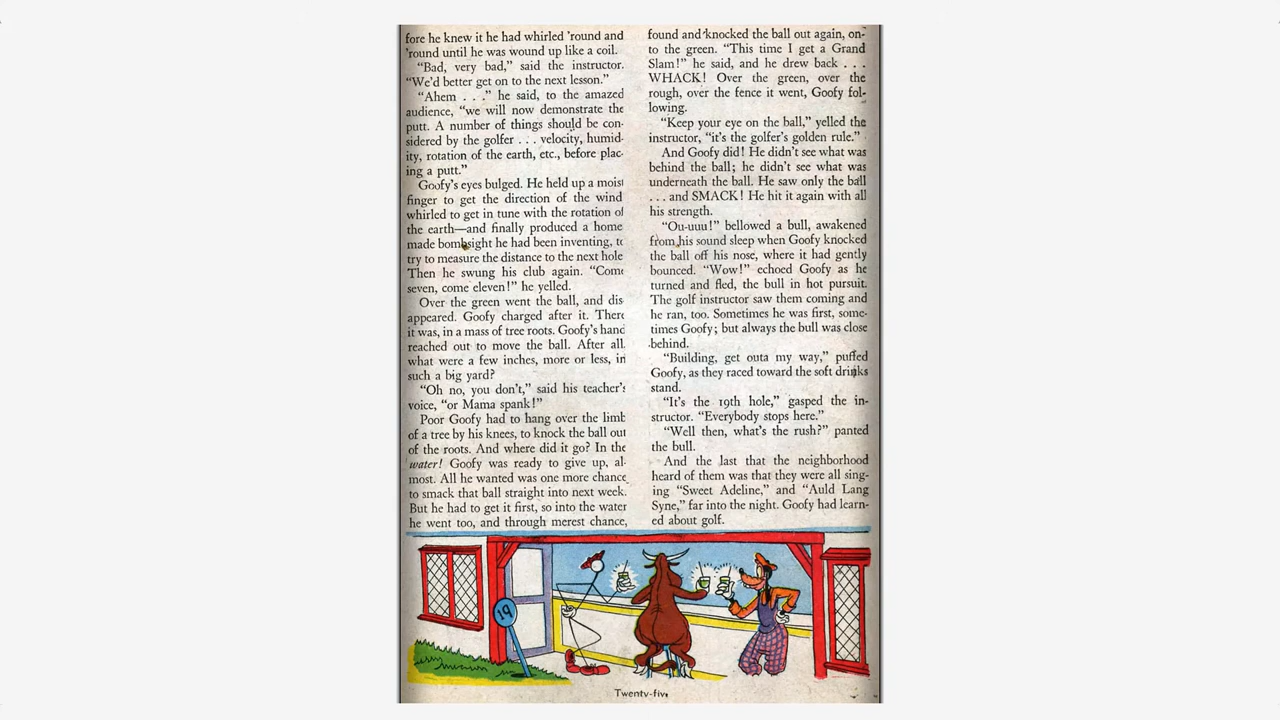 fore he knew it he had whirled 'round and
'round until he was wound up like a coil.
"Bad, very bad," said the instructor.
"We'd better get on to the next lesson."
"Ahem . . ." he said, to the amazed
audience, "we will now demonstrate the
putt. A number of things should be con-
sidered by the golfer . . . velocity, humid-
ity, rotation of the earth, etc., before plac-
ing a putt."
Goofy's eyes bulged. He held up a moist
finger to get the direction of the wind
whirled to get in tune with the rotation of
the earth—and finally produced a home
made bombsight he had been inventing, to
try to measure the distance to the next hole
Then he swung his club again. "Come
seven, come eleven!" he yelled.
Over the green went the ball, and dis
appeared. Goofy charged after it. There
it was, in a mass of tree roots. Goofy's hand
reached out to move the ball. After all.
what were a few inches, more or less, in
such a big yard?
"Oh no, you don't," said his teacher's
voice, "or Mama spank!"
Poor Goofy had to hang over the limb
of a tree by his knees, to knock the ball out
of the roots. And where did it go? In the
water! Goofy was ready to give up, al-
most. All he wanted was one more chance
to smack that ball straight into next week.
But he had to get it first, so into the water
he went too, and through merest chance,
found and knocked the ball out again, on-
to the green. "This time I get a Grand
Slam!" he said, and he drew back . . .
WHACK! Over the green, over the
rough, over the fence it went, Goofy fol-
lowing.
"Keep your eye on the ball," yelled the
instructor, "it's the golfer's golden rule."
And Goofy did! He didn't see what was
behind the ball; he didn't see what was
underneath the ball. He saw only the ball
. . . and SMACK! He hit it again with all
his strength.
"Ou-uuu!" bellowed a bull, awakened
from his sound sleep when Goofy knocked
the ball off his nose, where it had gently
bounced. "Wow!" echoed Goofy as he
turned and fled, the bull in hot pursuit.
The golf instructor saw them coming and
he ran, too. Sometimes he was first, some-
times Goofy; but always the bull was close
behind.
"Building, get outa my way," puffed
Goofy, as they raced toward the soft drinks
stand.
"It's the 19th hole," gasped the in-
structor. "Everybody stops here."
"Well then, what's the rush?" panted
the bull.
And the last that the neighborhood
heard of them was that they were all sing-
ing "Sweet Adeline," and "Auld Lang
Syne," far into the night. Goofy had learn-
ed about golf.
19
Twenty-five